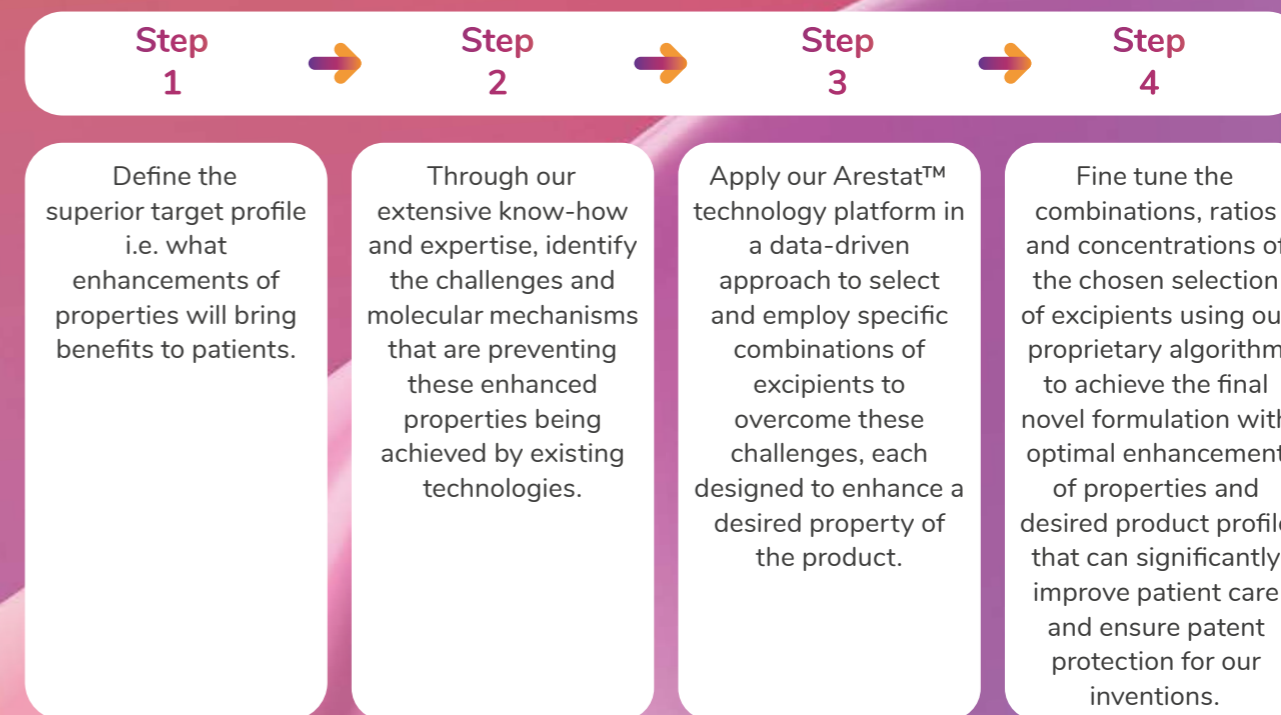 Step
1
Step
2
Step
3
Step
4
Define the
superior target profile
i.e. what
enhancements of
properties will bring
benefits to patients.
Through our
extensive know-how
and expertise, identify
the challenges and
molecular mechanisms
that are preventing
these enhanced
properties being
achieved by existing
technologies.
Apply our Arestat™
technology platform in
a data-driven
approach to select
and employ specific
combinations of
excipients to
overcome these
challenges, each
designed to enhance a
desired property of
the product.
Fine tune the
combinations, ratios
and concentrations of
the chosen selection
of excipients using
proprietary algorithm
to achieve the final
novel formulation with
optimal enhancement
of properties and
desired product profile
that can significantly
improve patient care
and ensure patent
protection for our
inventions.